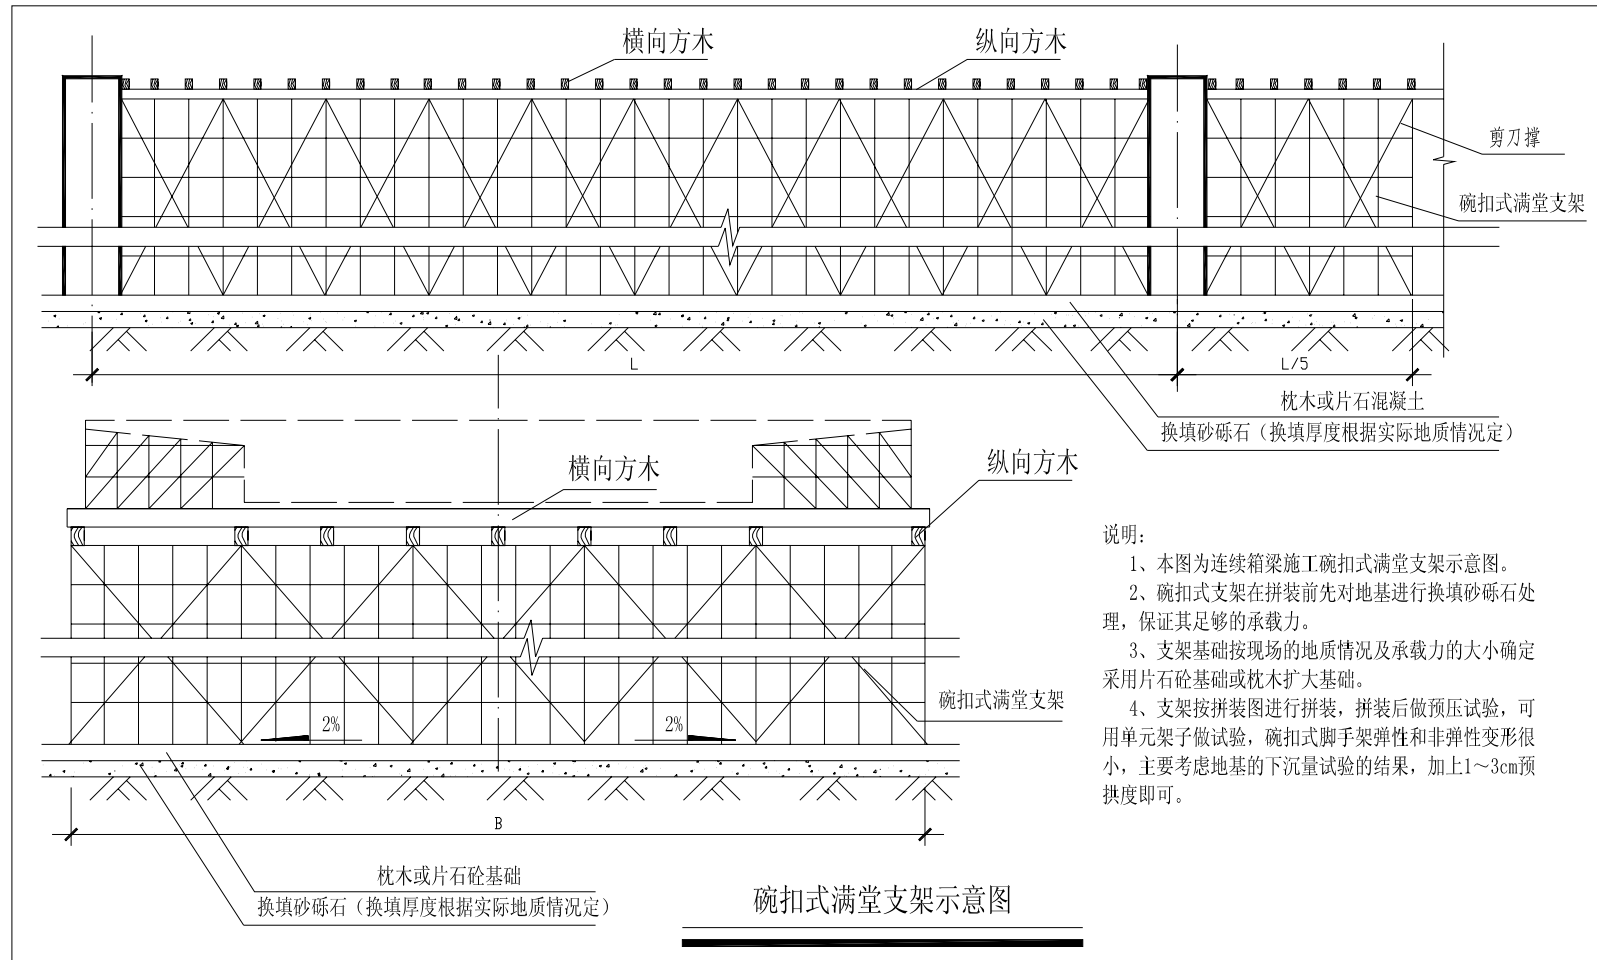 横向方木
纵向方木
剪刀撑
碗扣式满堂支架
L
L/5
枕木或片石混凝土
换填砂砾石（换填厚度根据实际地质情况定）
横向方木
纵向方木
碗扣式满堂支架
2%
2%
B
枕木或片石砼基础
换填砂砾石（换填厚度根据实际地质情况定）
说明：
1、本图为连续箱梁施工碗扣式满堂支架示意图。
2、碗扣式支架在拼装前先对地基进行换填砂砾石处
理，保证其足够的承载力。
3、支架基础按现场的地质情况及承载力的大小确定
采用片石砼基础或枕木扩大基础。
4、支架按拼装图进行拼装，拼装后做预压试验，可
用单元架子做试验，碗扣式脚手架弹性和非弹性变形很
小，主要考虑地基的下沉量试验的结果，加上1～3cm预
拱度即可。
碗扣式满堂支架示意图